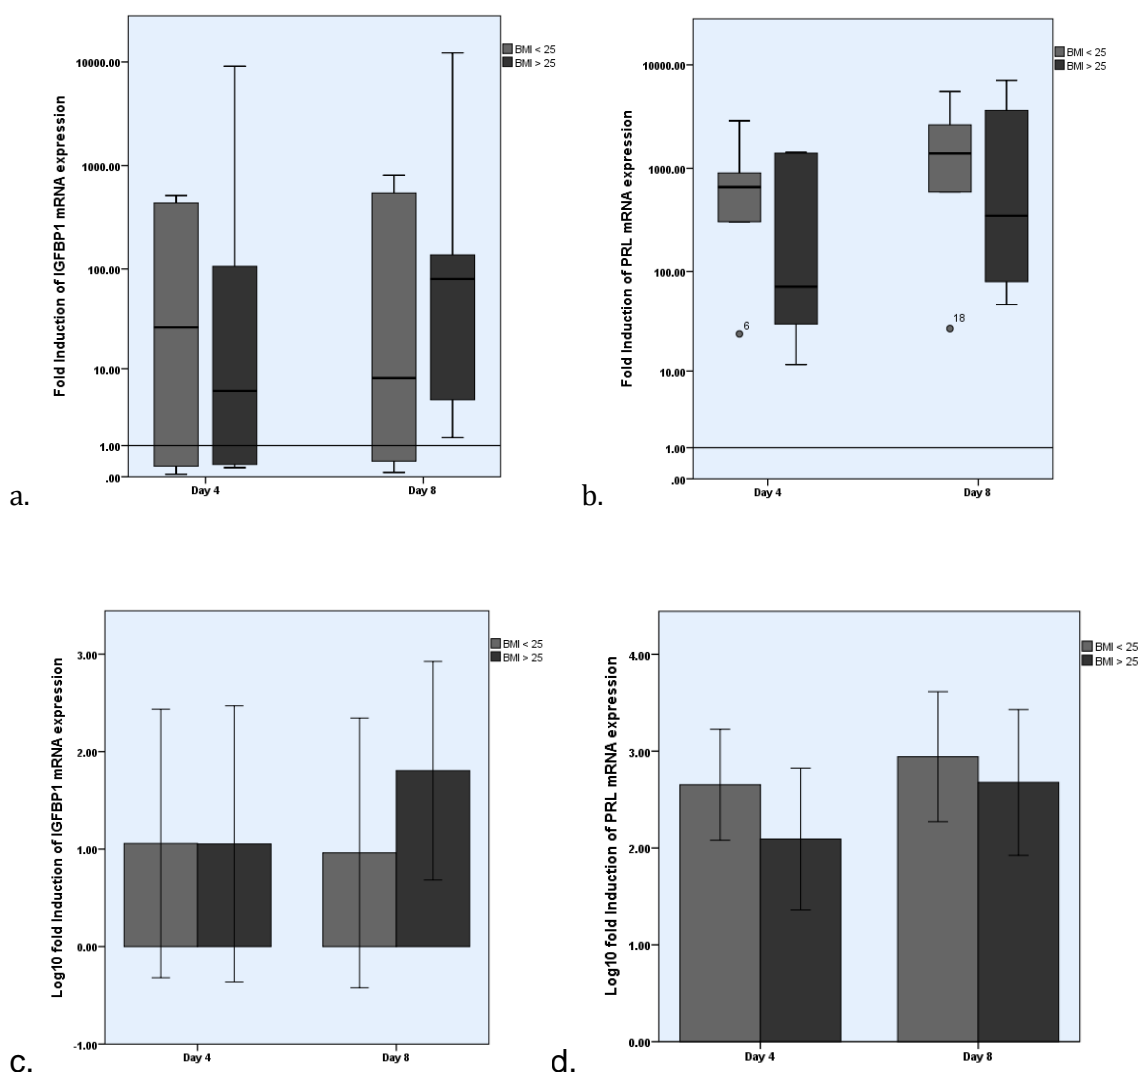 Fold Induction of IGFBP1 mRNA expression
10000.00
1000.00
100.00
10.00
1.00
.00
Day 4
Day 8
BMI < 25
BMI > 25
a.
Fold Induction of PRL mRNA expression
10000.00
1000.00
100.00
10.00
1.00
.00
6
18
Day 4
Day 8
BMI < 25
BMI > 25
b.
Log10 fold Induction of IGFBP1 mRNA expression
3.00
2.00
1.00
0.00
-1.00
Day 4
Day 8
BMI < 25
BMI > 25
c.
Log10 fold Induction of PRL mRNA expression
4.00
3.00
2.00
1.00
0.00
Day 4
Day 8
BMI < 25
BMI > 25
d.